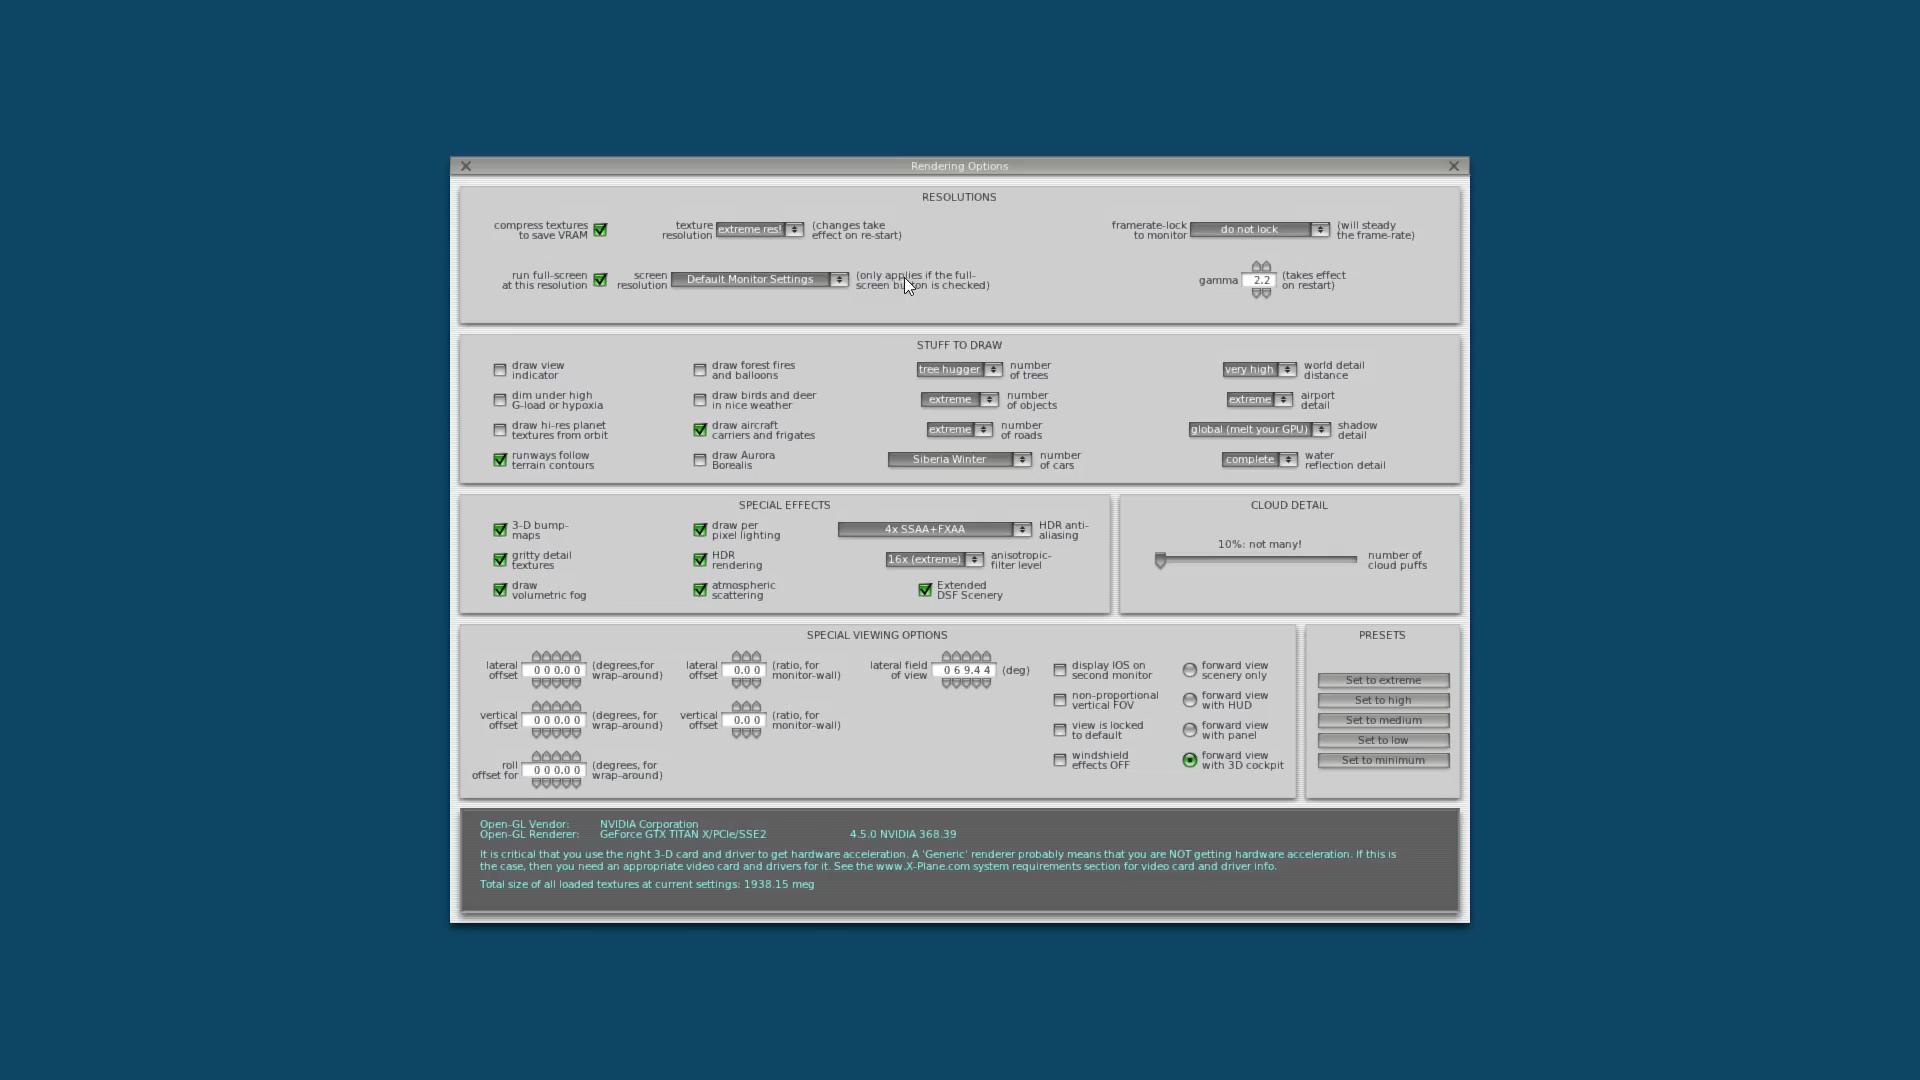 Rendering Options
RESOLUTIONS
compress textures
to save VRAM
texture
resolution
extreme res!
(changes take
effect on re-start)
framerate-lock
to monitor
do not lock
(will steady
the frame-rate)
run full-screen
at this resolution
screen
resolution
Default Monitor Settings
(only applies if the full-
screen button is checked)
gamma
2.2
(takes effect
on restart)
STUFF TO DRAW
draw view
indicator
draw forest fires
and balloons
tree hugger
number
of trees
very high
world detail
distance
dim under high
G-load or hypoxia
draw birds and deer
in nice weather
extreme
number
of objects
extreme
airport
detail
draw hi-res planet
textures from orbit
draw aircraft
carriers and frigates
extreme
number
of roads
global (melt your GPU)
shadow
detail
runways follow
terrain contours
draw Aurora
Borealis
Siberia Winter
number
of cars
complete
water
reflection detail
SPECIAL EFFECTS
3-D bump-
maps
draw per
pixel lighting
4x SSAA+FXAA
HDR anti-
aliasing
gritty detail
textures
HDR
rendering
16x (extreme)
anisotropic-
filter level
draw
volumetric fog
atmospheric
scattering
Extended
DSF Scenery
CLOUD DETAIL
10%: not many!
number of
cloud puffs
SPECIAL VIEWING OPTIONS
lateral
offset
0 0 0.0 0
(degrees,for
wrap-around)
lateral
offset
0.0 0
(ratio, for
monitor-wall)
lateral field
of view
0 6 9.4 4
(deg)
display IOS on
second monitor
forward view
scenery only
non-proportional
vertical FOV
forward view
with HUD
vertical
offset
0 0 0.0 0
(degrees, for
wrap-around)
vertical
offset
0.0 0
(ratio, for
monitor-wall)
view is locked
to default
forward view
with panel
roll
offset for
0 0 0.0 0
(degrees, for
wrap-around)
windshield
effects OFF
forward view
with 3D cockpit
PRESETS
Set to extreme
Set to high
Set to medium
Set to low
Set to minimum
Open-GL Vendor: NVIDIA Corporation
Open-GL Renderer: GeForce GTX TITAN X/PCIe/SSE2 4.5.0 NVIDIA 368.39
It is critical that you use the right 3-D card and driver to get hardware acceleration. A 'Generic' renderer probably means that you are NOT getting hardware acceleration. If this is
the case, then you need an appropriate video card and drivers for it. See the www.X-Plane.com system requirements section for video card and driver info.
Total size of all loaded textures at current settings: 1938.15 meg